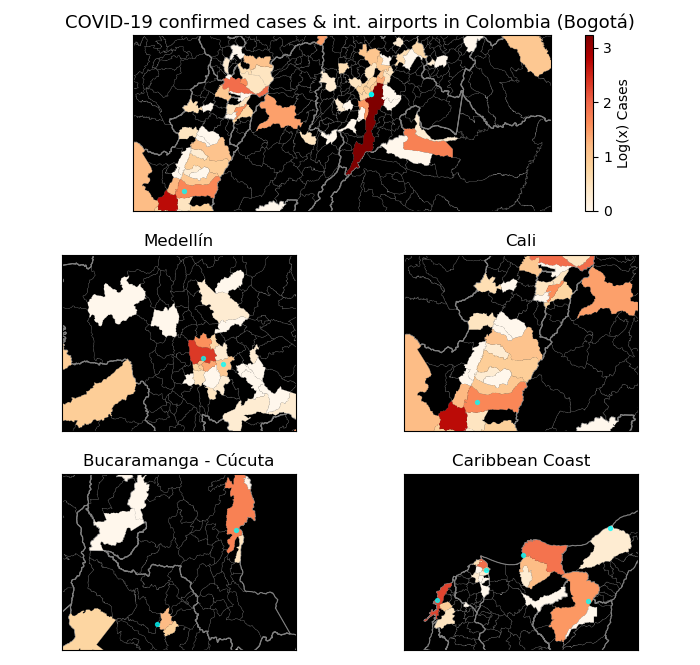 COVID-19 confirmed cases & int. airports in Colombia (Bogotá)
3
2
1
0
Log(x) Cases
Medellín
Cali
Bucaramanga - Cúcuta
Caribbean Coast